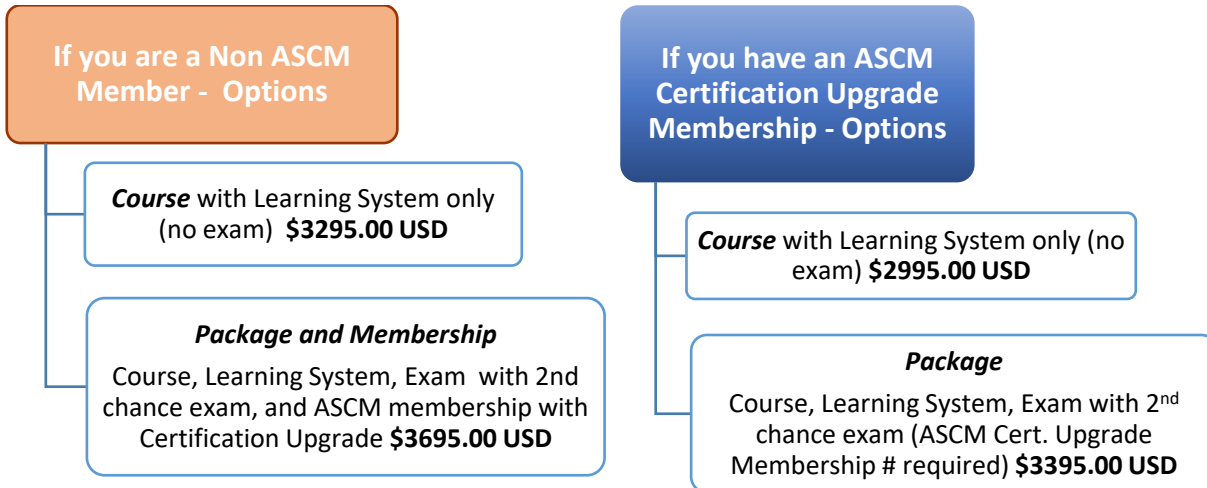 If you are a Non ASCM
Member -  Options
Course with Learning System only
(no exam)  $3295.00 USD
Package and Membership
Course, Learning System, Exam  with 2nd
chance exam, and ASCM membership with
Certification Upgrade $3695.00 USD
If you have an ASCM
Certification Upgrade
Membership - Options
Course with Learning System only (no
exam) $2995.00 USD
Package
Course, Learning System, Exam with 2nd
chance exam (ASCM Cert. Upgrade
Membership # required) $3395.00 USD